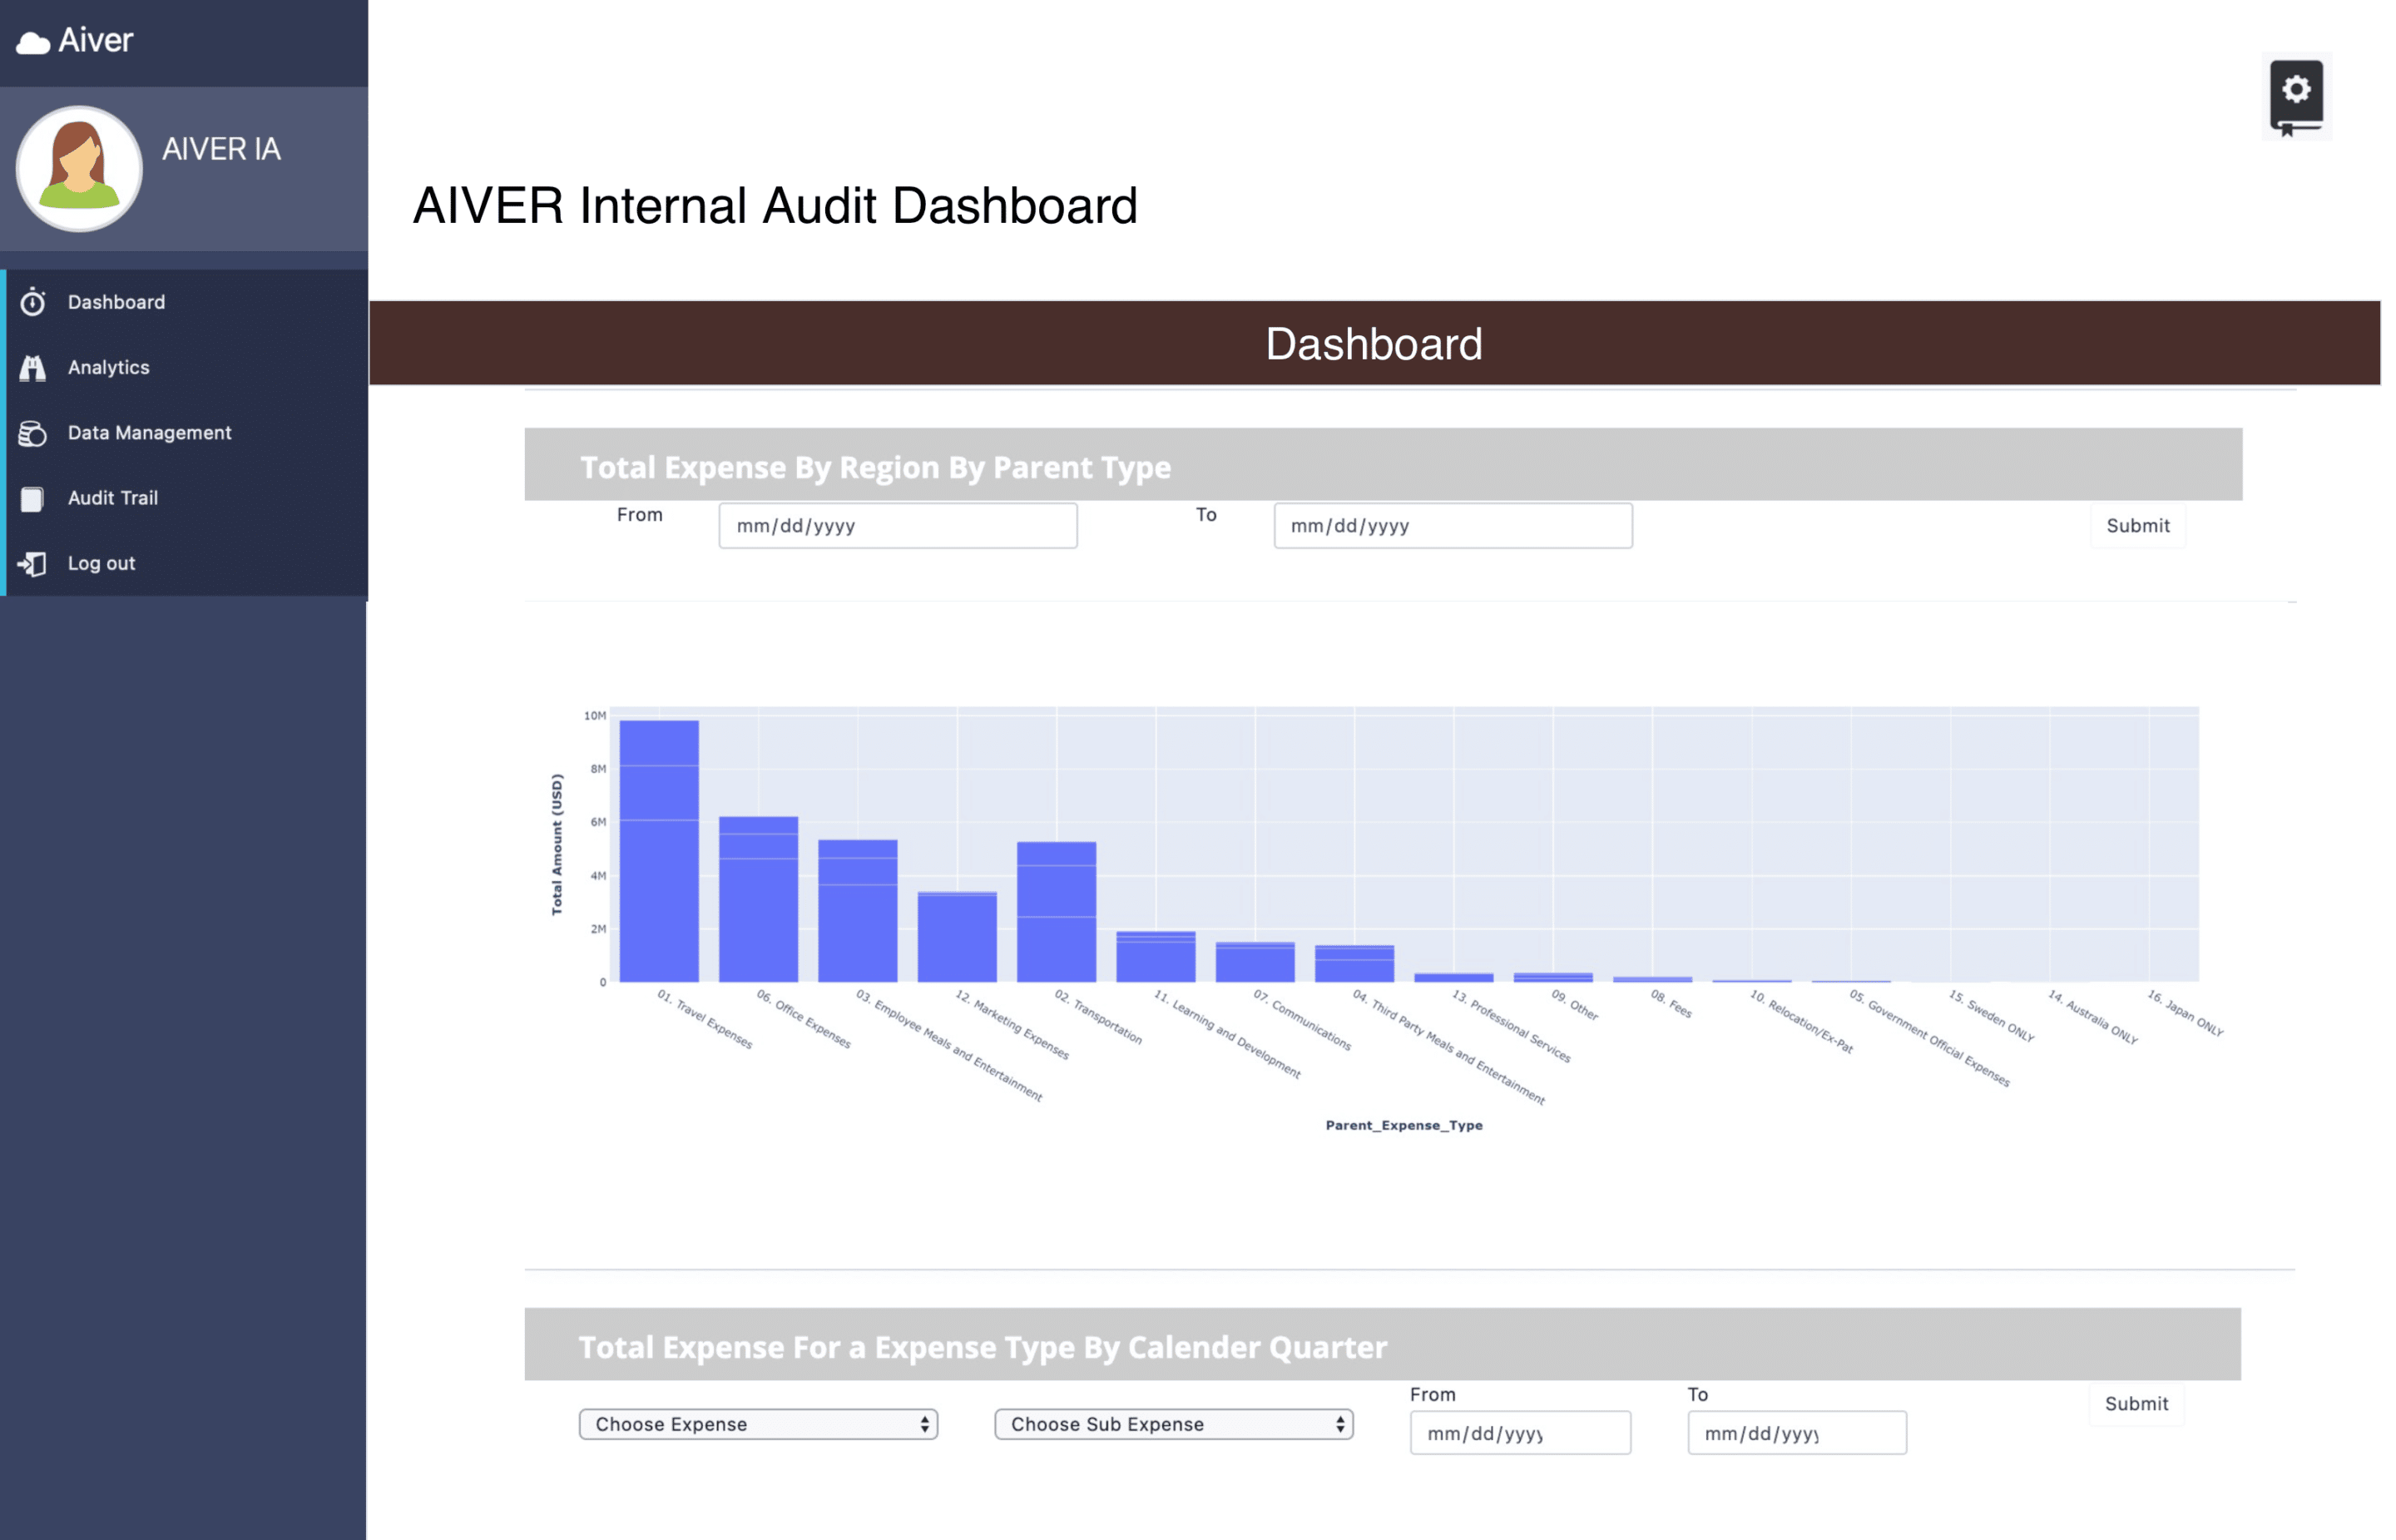 Aiver
AIVER IA
Dashboard
Analytics
Data Management
Audit Trail
Log out
AIVER Internal Audit Dashboard
Dashboard
Total Expense By Region By Parent Type
From
mm/dd/yyyy
To
mm/dd/yyyy
Submit
10M
8M
6M
4M
2M
0
Total Amount (USD)
01. Travel Expenses
06. Office Expenses
03. Employee Meals and Entertainment
12. Marketing Expenses
02. Transportation
11. Learning and Development
07. Communications
04. Third Party Meals and Entertainment
13. Professional Services
09. Other
08. Fees
10. Relocation/Ex-Pat
05. Government Official Expenses
15. Sweden ONLY
14. Australia ONLY
16. Japan ONLY
Parent_Expense_Type
Total Expense For a Expense Type By Calender Quarter
Choose Expense
Choose Sub Expense
From
mm/dd/yyyy
To
mm/dd/yyyy
Submit